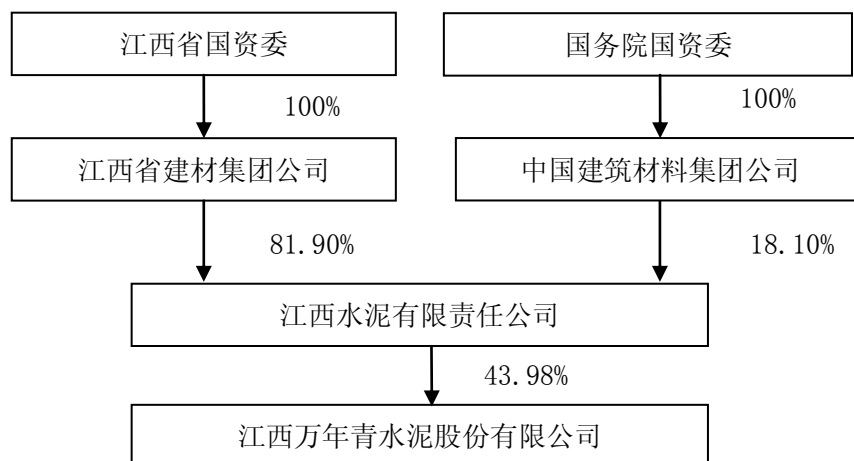 江西省国资委
国务院国资委
100%
100%
江西省建材集团公司
中国建筑材料集团公司
81.90%
18.10%
江西水泥有限责任公司
43.98%
江西万年青水泥股份有限公司